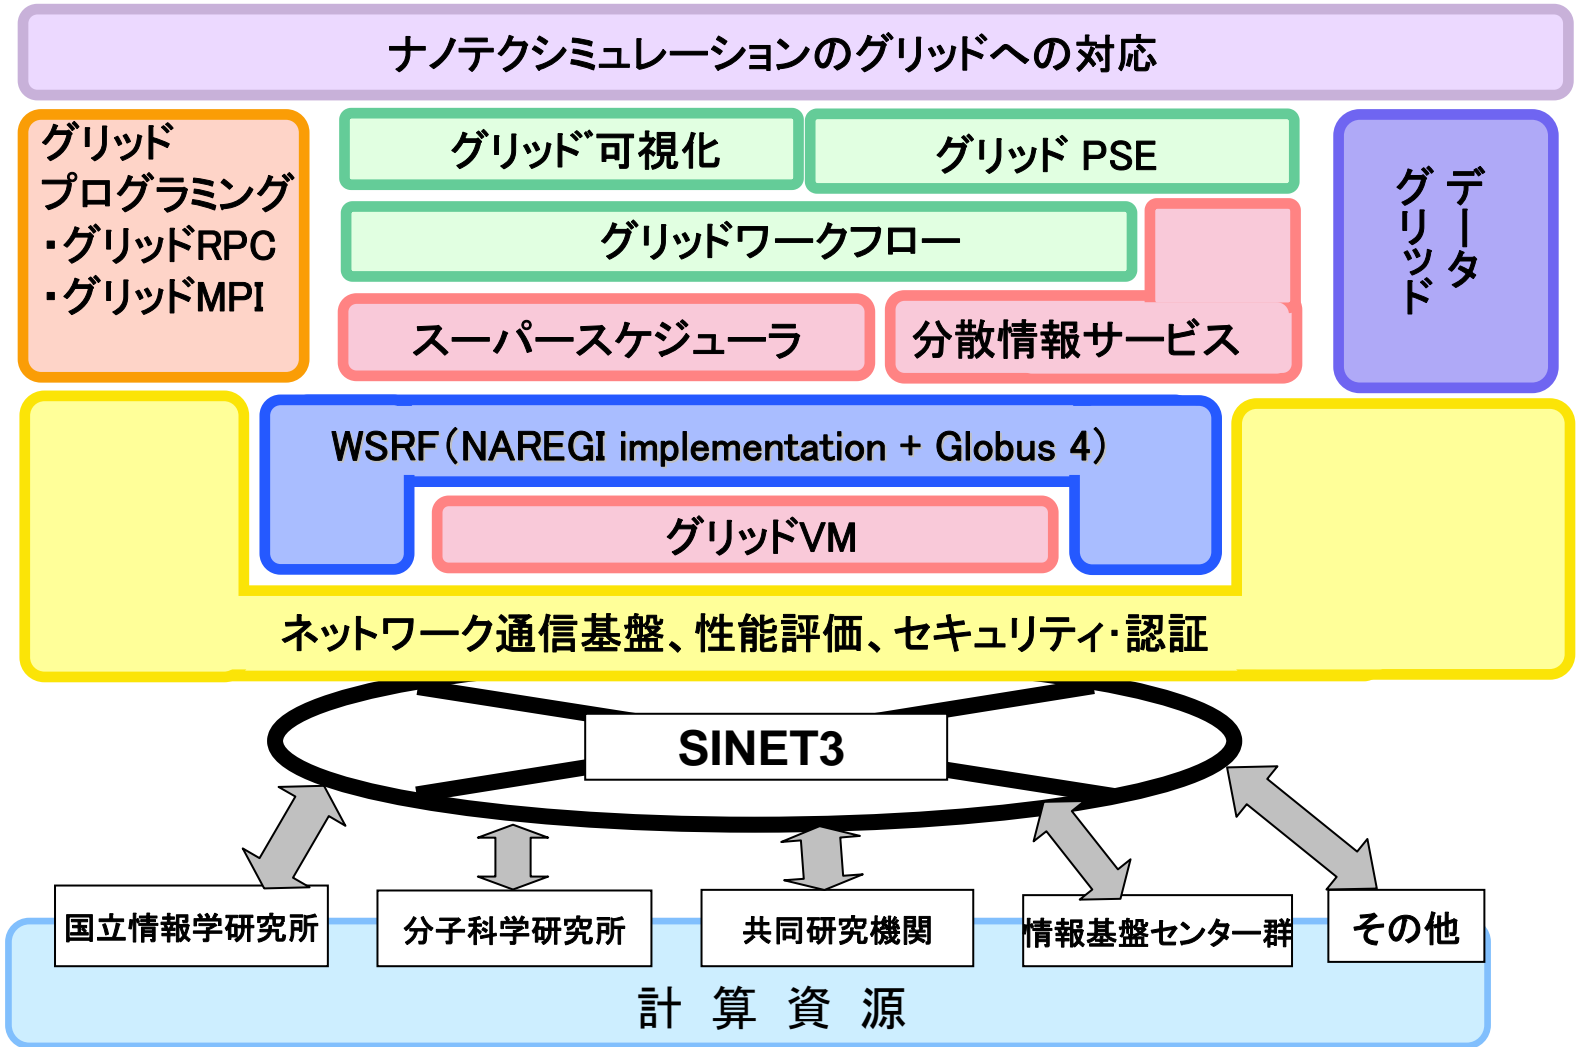 ナノテクシミュレーションのグリッドへの対応
グリッド
プログラミング
・グリッドRPC
・グリッドMPI
グリッド可視化
グリッド PSE
グリッドワークフロー
スーパースケジューラ
分散情報サービス
データ
グリッド
WSRF（NAREGI implementation + Globus 4）
グリッドVM
ネットワーク通信基盤、性能評価、セキュリティ・認証
SINET3
国立情報学研究所
分子科学研究所
共同研究機関
情報基盤センター群
その他
計 算 資 源